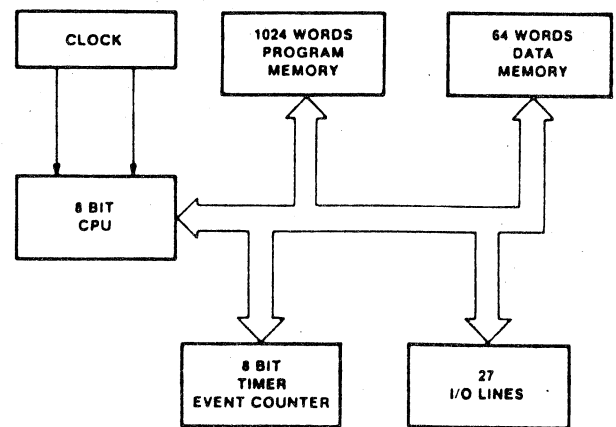 CLOCK
1024 WORDS
PROGRAM
MEMORY
64 WORDS
DATA
MEMORY
8 BIT
CPU
8 BIT
TIMER
EVENT COUNTER
27
I/O LINES